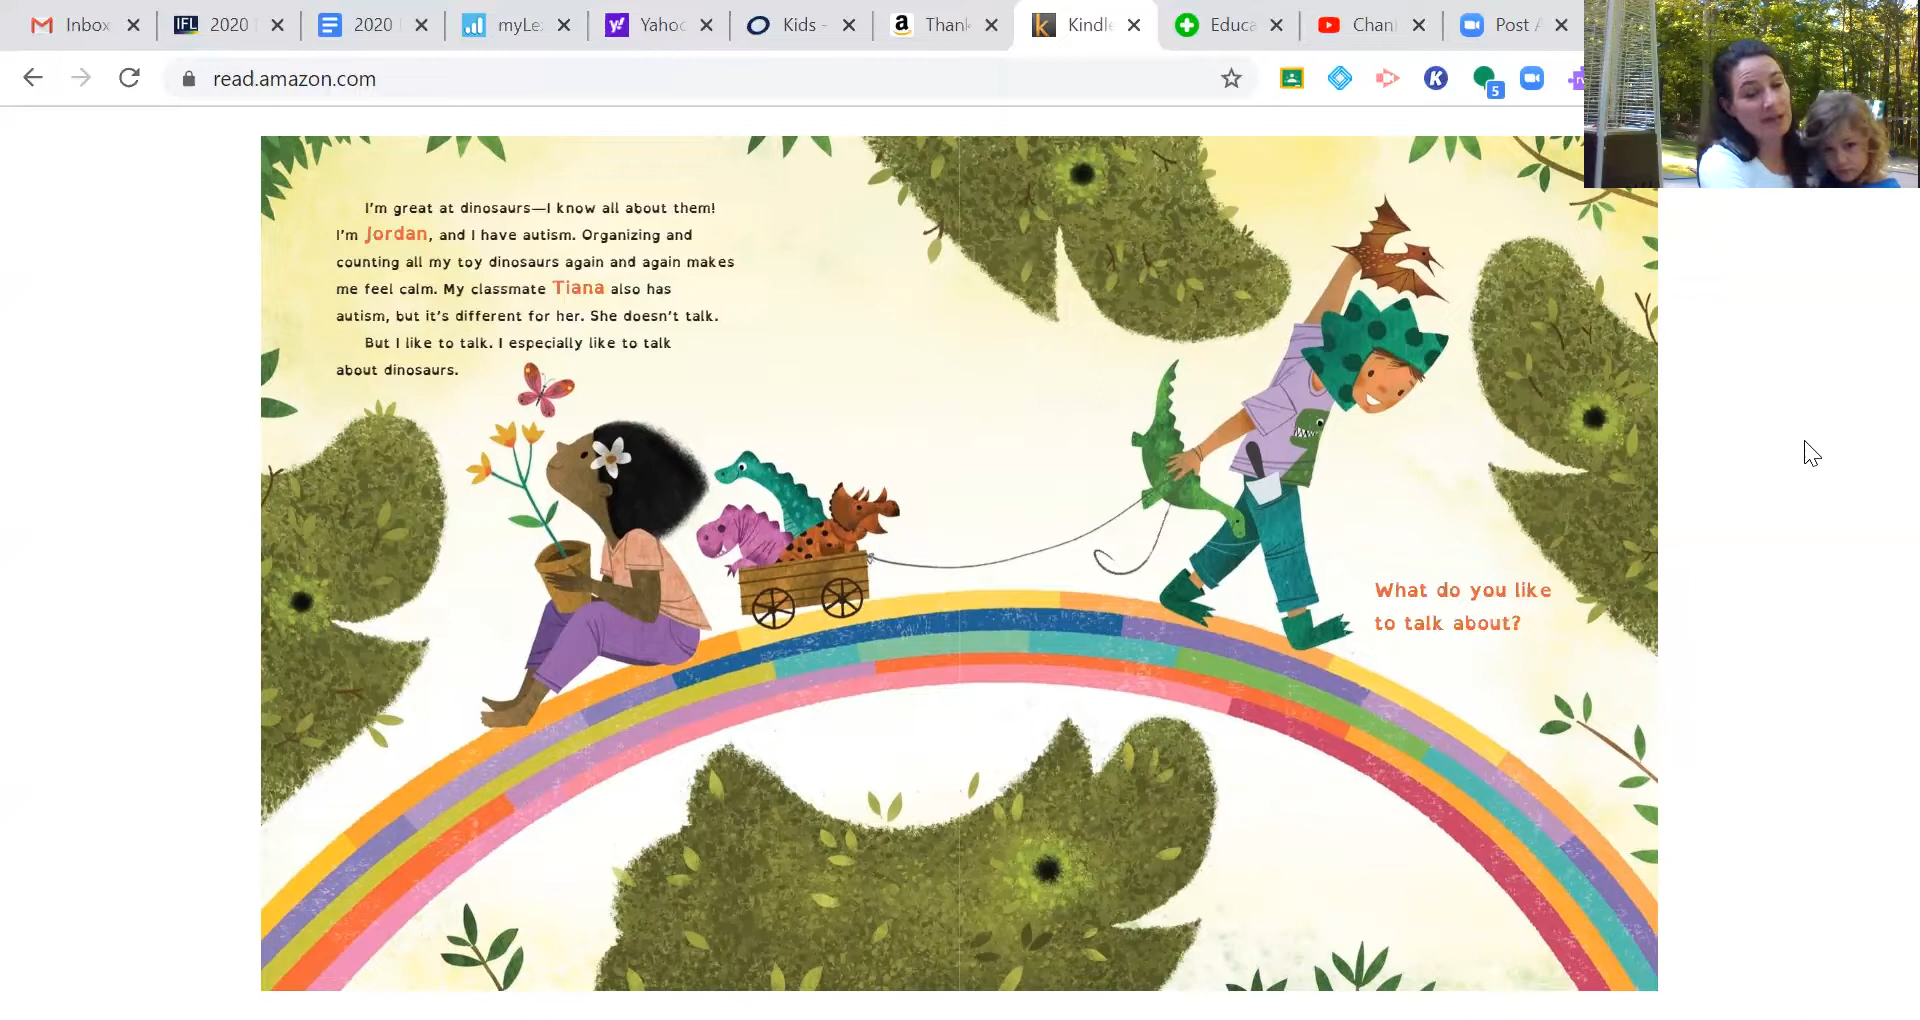 Inbox
IFL
2020
2020
myLe
Yaho
Kids -
Thank
Kindle
Educa
Chan
Post A
read.amazon.com
K
5
I'm great at dinosaurs—I know all about them!
I'm Jordan, and I have autism. Organizing and
counting all my toy dinosaurs again and again makes
me feel calm. My classmate Tiana also has
autism, but it's different for her. She doesn't talk.
But I like to talk. I especially like to talk
about dinosaurs.
What do you like
to talk about?